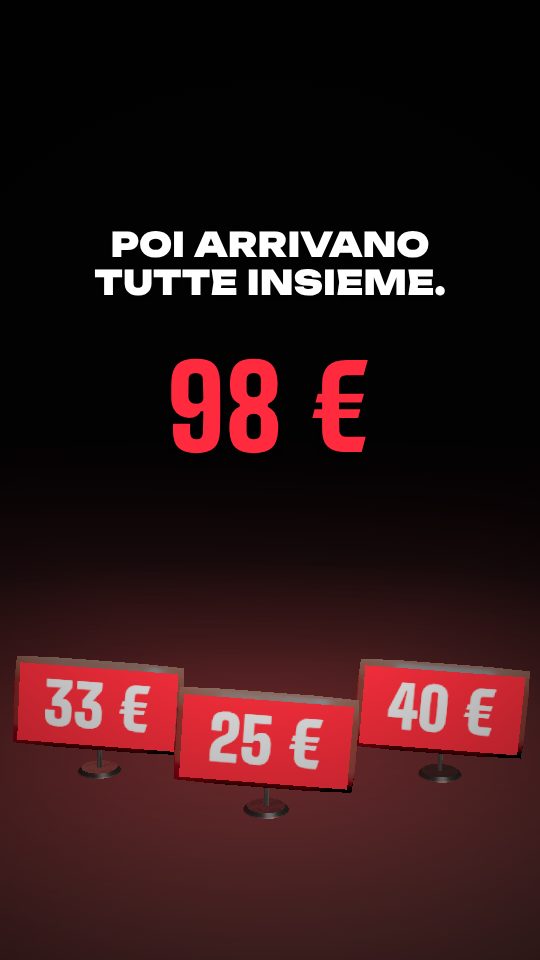 POI ARRIVANO
TUTTE INSIEME.
98 €
33 €
25 €
40 €